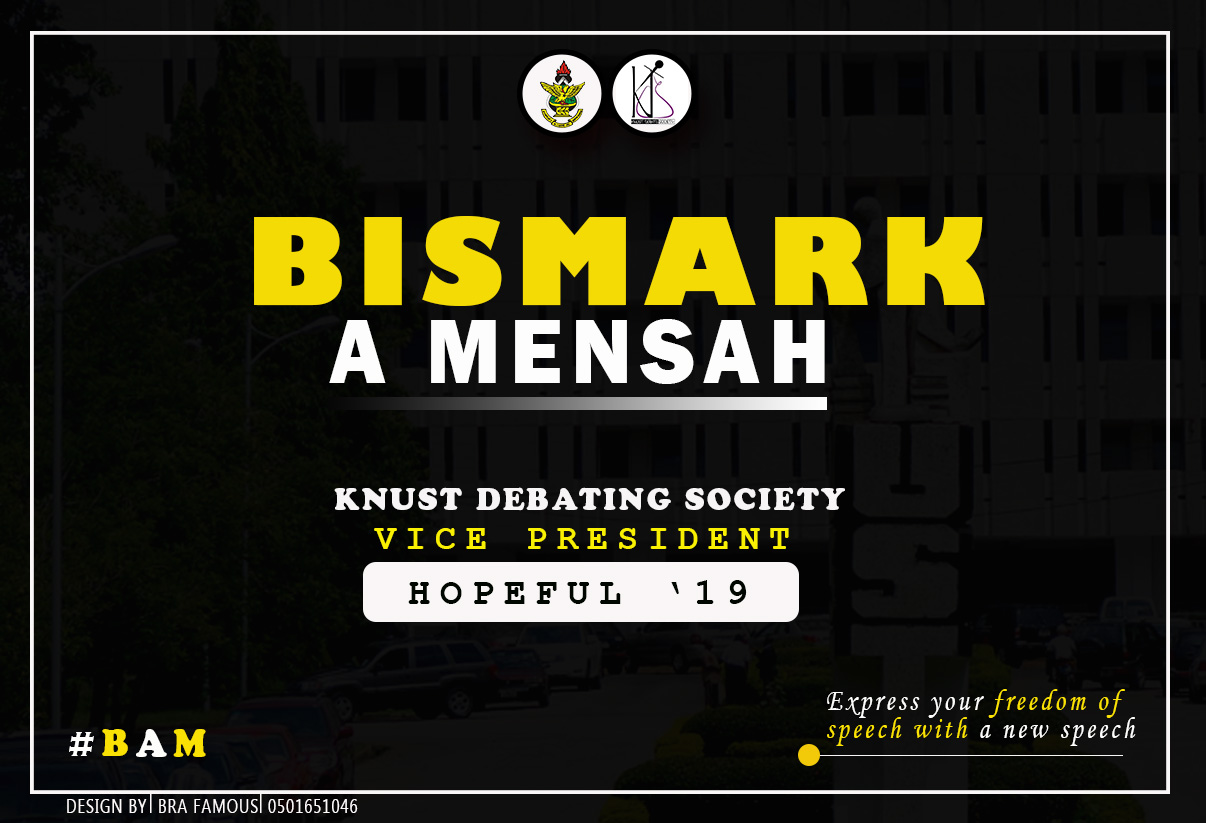 BISMARK
A MENSAH
KNUST DEBATING SOCIETY
VICE PRESIDENT
HOPEFUL ‘19
Express your freedom of
speech with a new speech
#BAM
DESIGN BY| BRA FAMOUS| 0501651046